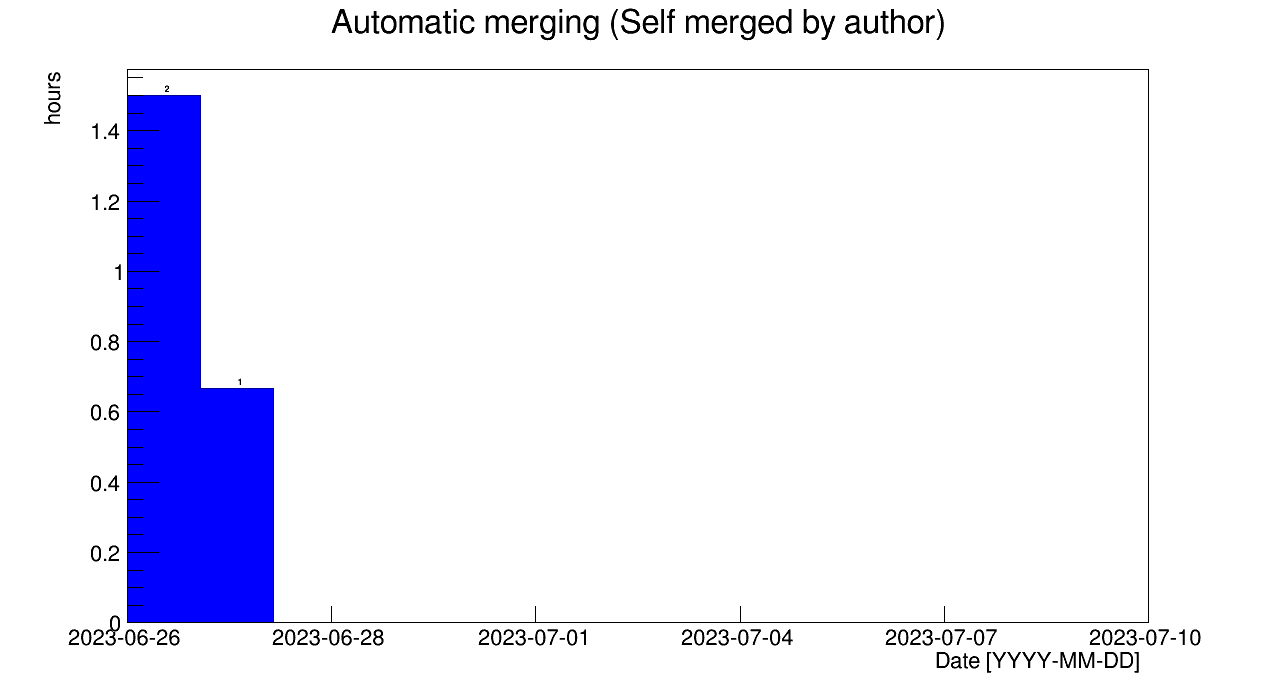 Automatic merging (Self merged by author)
hours
2
1.4
1.2
1
0.8
1
0.6
0.4
0.2
0
2023-06-26 2023-06-28 2023-07-01 2023-07-04 2023-07-07 2023-07-10
Date [YYYY-MM-DD]